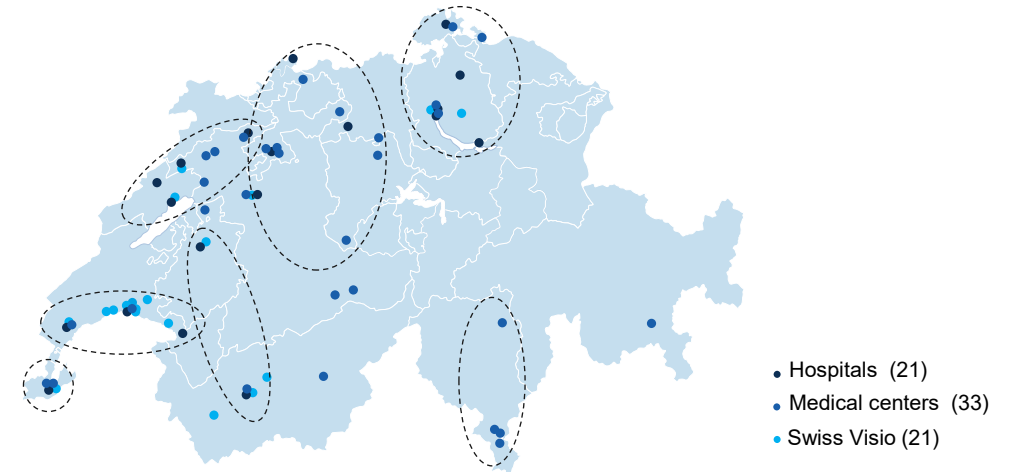 Hospitals (21)
Medical centers (33)
Swiss Visio (21)